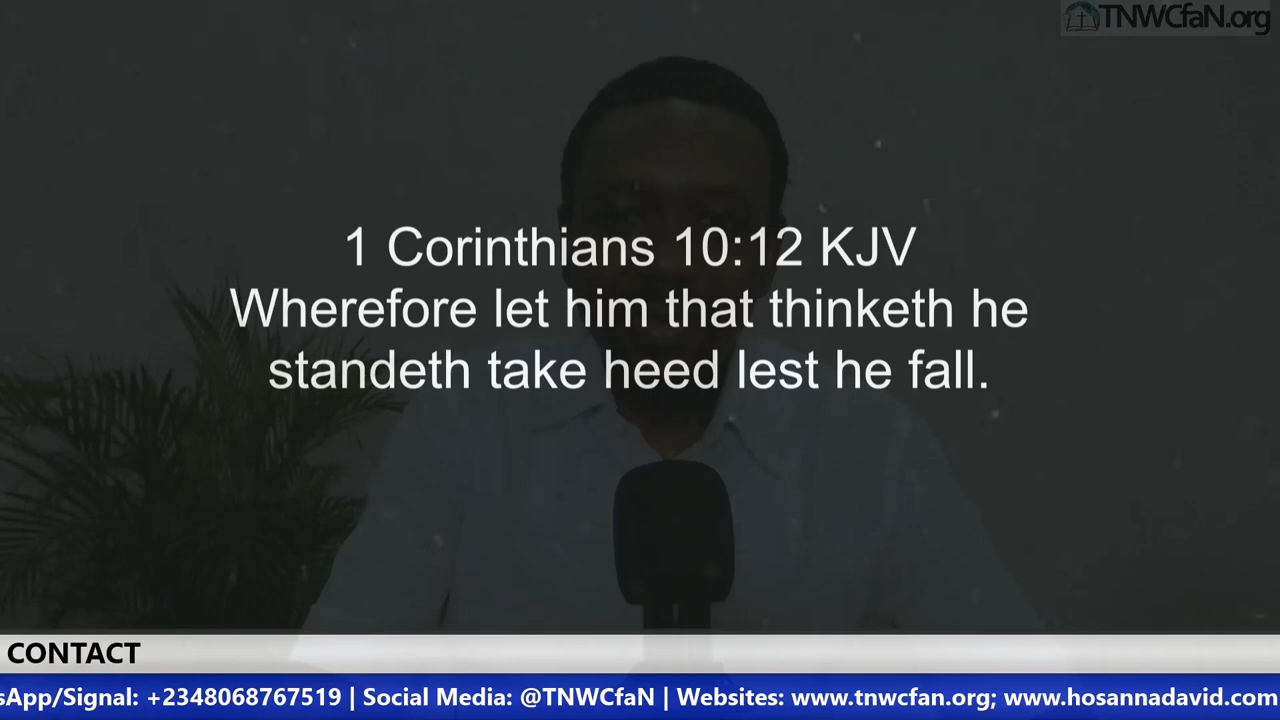 TNWCfaN.org
1 Corinthians 10:12 KJV
Wherefore let him that thinketh he
standeth take heed lest he fall.
CONTACT
sApp/Signal: +2348068767519 | Social Media: @TNWCfaN | Websites: www.tnwcfan.org; www.hosannadavid.com